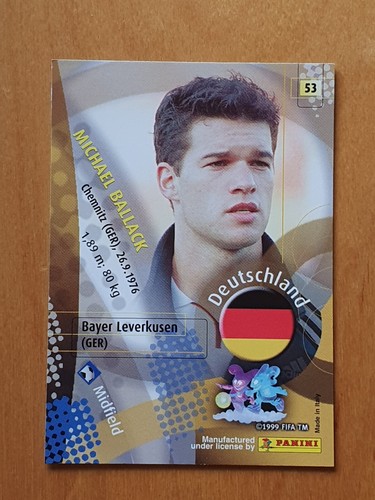 53
MICHAEL BALLACK
Chemnitz (GER), 26.9.1976
1,89 m; 80 kg
Deutschland
Bayer Leverkusen
(GER)
Midfield
©1999 FIFA TM
Manufactured
under license by
PANINI
Made in Italy